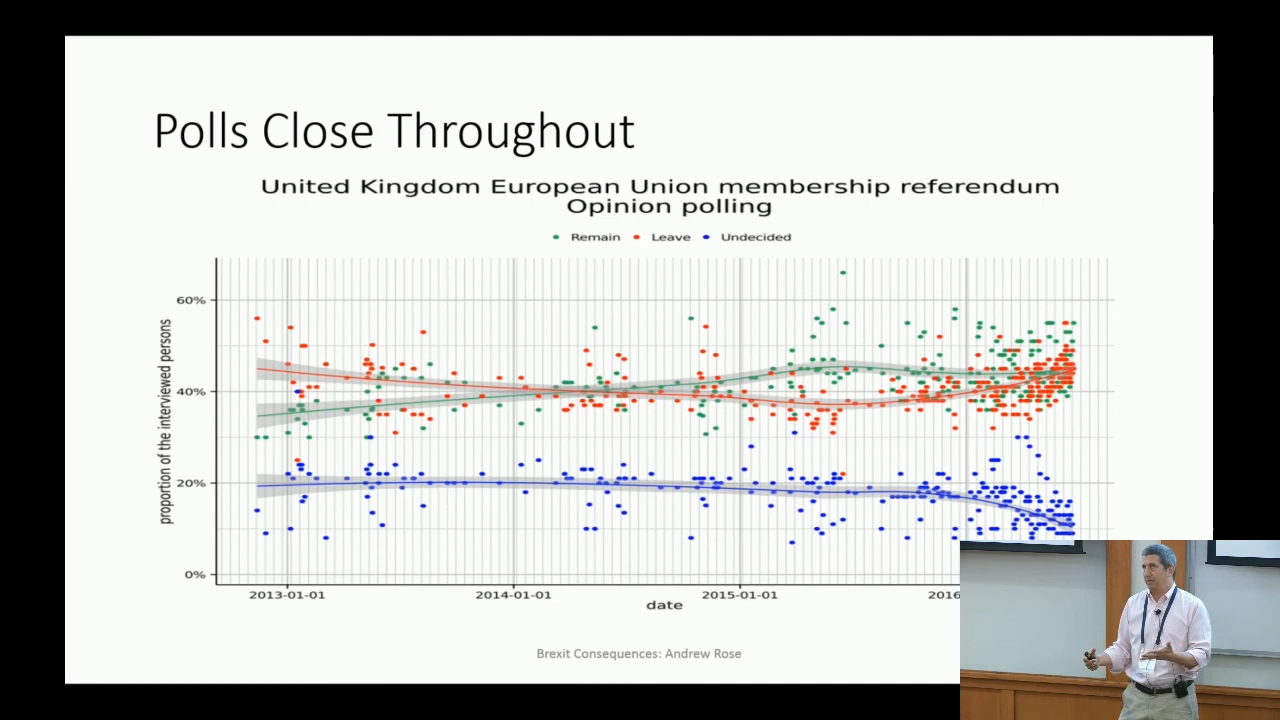 Polls Close Throughout
United Kingdom European Union membership referendum
Opinion polling
Remain Leave Undecided
proportion of the interviewed persons
60%
40%
20%
0%
2013-01-01 2014-01-01 2015-01-01 2016
date
Brexit Consequences: Andrew Rose